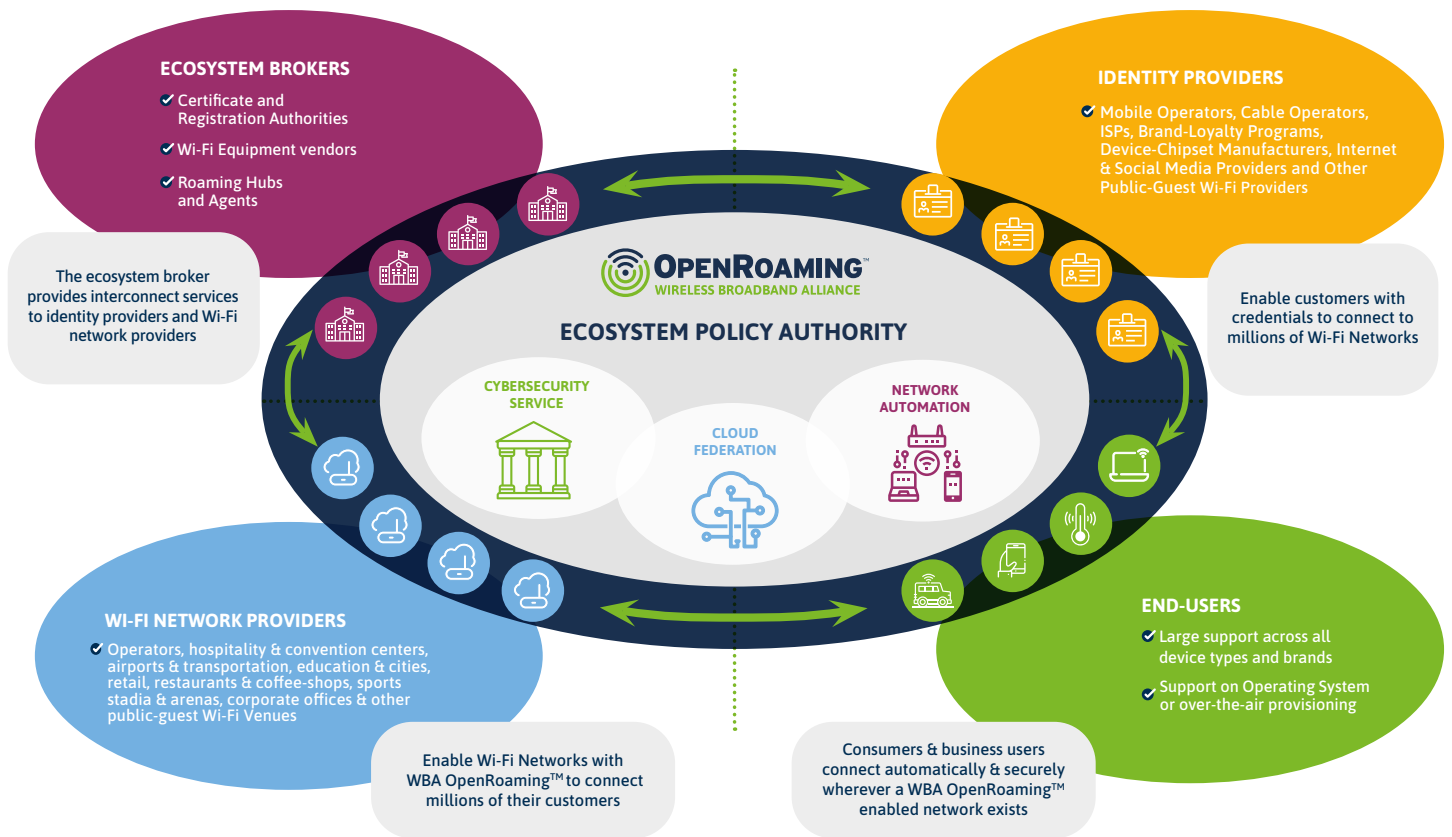 ECOSYSTEM BROKERS
Certificate and
Registration Authorities
Wi-Fi Equipment vendors
Roaming Hubs
and Agents
The ecosystem broker
provides interconnect services
to identity providers and Wi-Fi
network providers
IDENTITY PROVIDERS
Mobile Operators, Cable Operators,
ISPs, Brand-Loyalty Programs,
Device-Chipset Manufacturers, Internet
& Social Media Providers and Other
Public-Guest Wi-Fi Providers
Enable customers with
credentials to connect to
millions of Wi-Fi Networks
OPENROAMING™
WIRELESS BROADBAND ALLIANCE
ECOSYSTEM POLICY AUTHORITY
CYBERSECURITY
SERVICE
CLOUD
FEDERATION
NETWORK
AUTOMATION
WI-FI NETWORK PROVIDERS
Operators, hospitality & convention centers,
airports & transportation, education & cities,
retail, restaurants & coffee-shops, sports
stadia & arenas, corporate offices & other
public-guest Wi-Fi Venues
Enable Wi-Fi Networks with
WBA OpenRoaming™ to connect
millions of their customers
END-USERS
Large support across all
device types and brands
Support on Operating System
or over-the-air provisioning
Consumers & business users
connect automatically & securely
wherever a WBA OpenRoaming™
enabled network exists